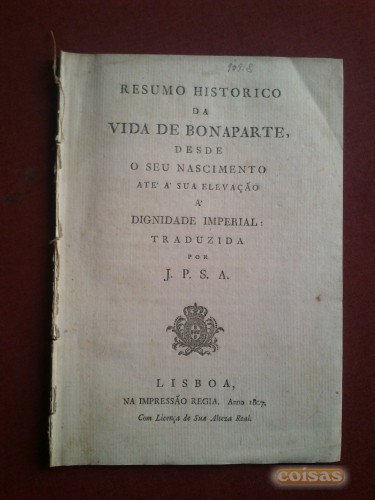 RESUMO HISTORICO
DA
VIDA DE BONAPARTE,
DESDE
O SEU NASCIMENTO
ATE' A' SUA ELEVAÇÃO
A'
DIGNIDADE IMPERIAL:
TRADUZIDA
POR
J. P. S. A.
LISBOA,
NA IMPRESSÃO REGIA. Anno 1807.
Com Licença de Sua Alteza Real.
coisas